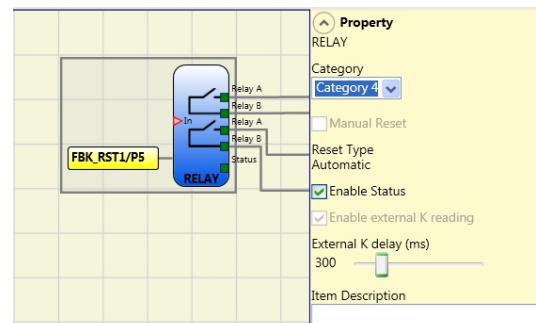 Property
RELAY
Category
Category 4
Manual Reset
Reset Type
Automatic
Enable Status
Enable external K reading
External K delay (ms)
300
Item Description
Relay A
Relay B
In
Relay A
Relay B
Status
FBK_RST1/P5
RELAY